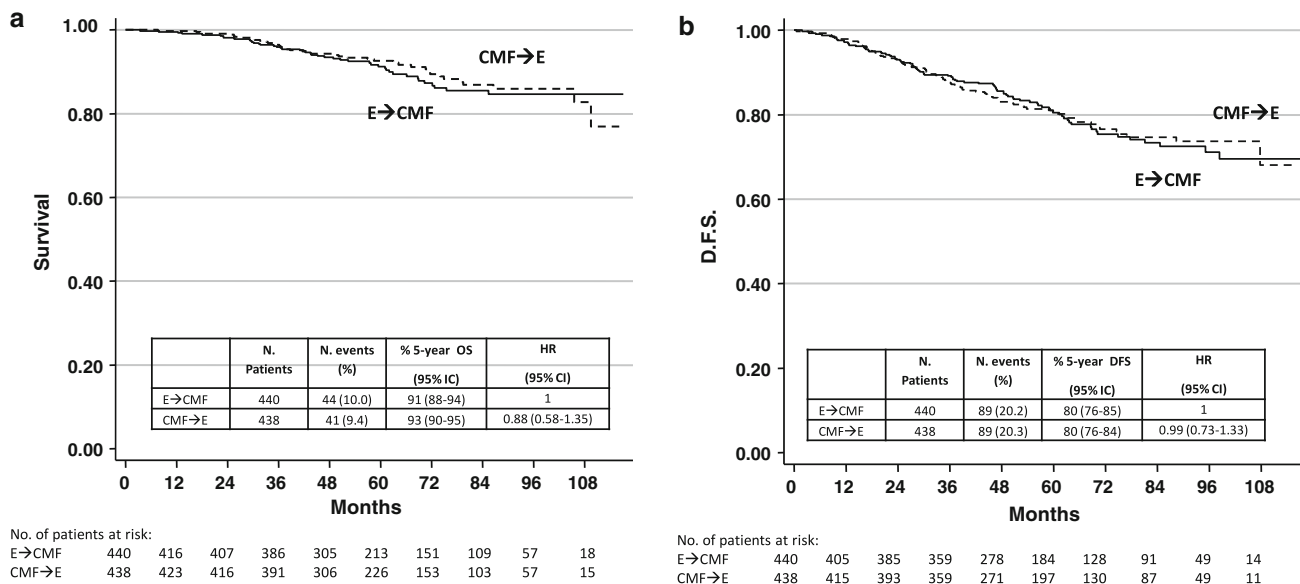 a
1.00
0.80
0.60
0.40
0.20
0.00
Survival
CMF→E
E→CMF
N. Patients N. events (%) % 5-year OS (95% IC) HR (95% CI)
E→CMF 440 44 (10.0) 91 (88-94) 1
CMF→E 438 41 (9.4) 93 (90-95) 0.88 (0.58-1.35)
0 12 24 36 48 60 72 84 96 108
Months
No. of patients at risk:
E→CMF 440 416 407 386 305 213 151 109 57 18
CMF→E 438 423 416 391 306 226 153 103 57 15
b
1.00
0.80
0.60
0.40
0.20
0.00
D.F.S.
CMF→E
E→CMF
N. Patients N. events (%) % 5-year DFS (95% IC) HR (95% CI)
E→CMF 440 89 (20.2) 80 (76-85) 1
CMF→E 438 89 (20.3) 80 (76-84) 0.99 (0.73-1.33)
0 12 24 36 48 60 72 84 96 108
Months
No. of patients at risk:
E→CMF 440 405 385 359 278 184 128 91 49 14
CMF→E 438 415 393 359 271 197 130 87 49 11